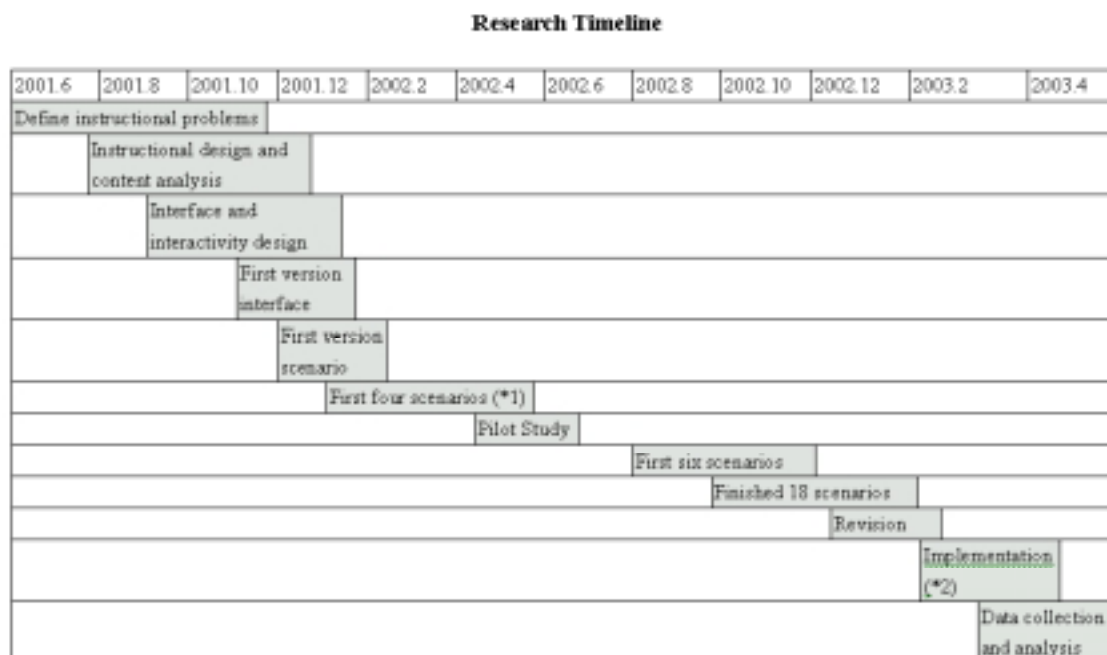 Research Timeline
2001.6 2001.8 2001.10 2001.12 2002.2 2002.4 2002.6 2002.8 2002.10 2002.12 2003.2 2003.4
Define instructional problems
Instructional design and
content analysis
Interface and
interactivity design
First version
interface
First version
scenario
First four scenarios (*1)
Pilot Study
First six scenarios
Finished 18 scenarios
Revision
Implementation
(*2)
Data collection
and analysis